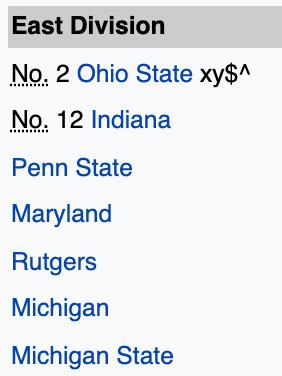 East Division
No. 2 Ohio State xy$^
No. 12 Indiana
Penn State
Maryland
Rutgers
Michigan
Michigan State